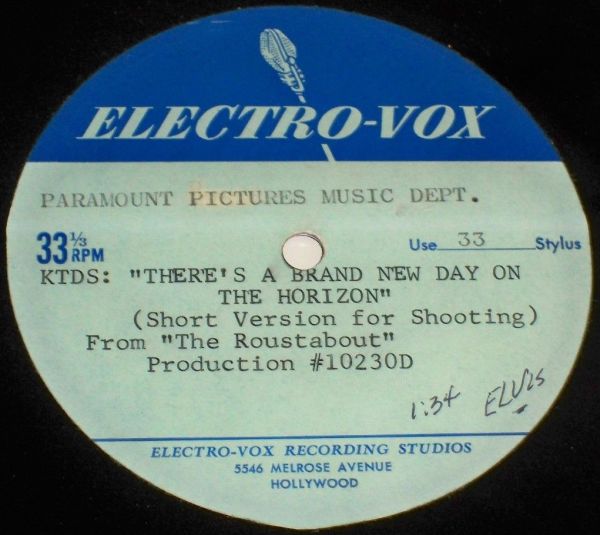 ELECTRO-VOX
PARAMOUNT PICTURES MUSIC DEPT.
33 1/3 RPM
Use 33 Stylus
KTDS: "THERE'S A BRAND NEW DAY ON
THE HORIZON"
(Short Version for Shooting)
From "The Roustabout"
Production #10230D
1:34 ELVIS
ELECTRO-VOX RECORDING STUDIOS
5546 MELROSE AVENUE
HOLLYWOOD